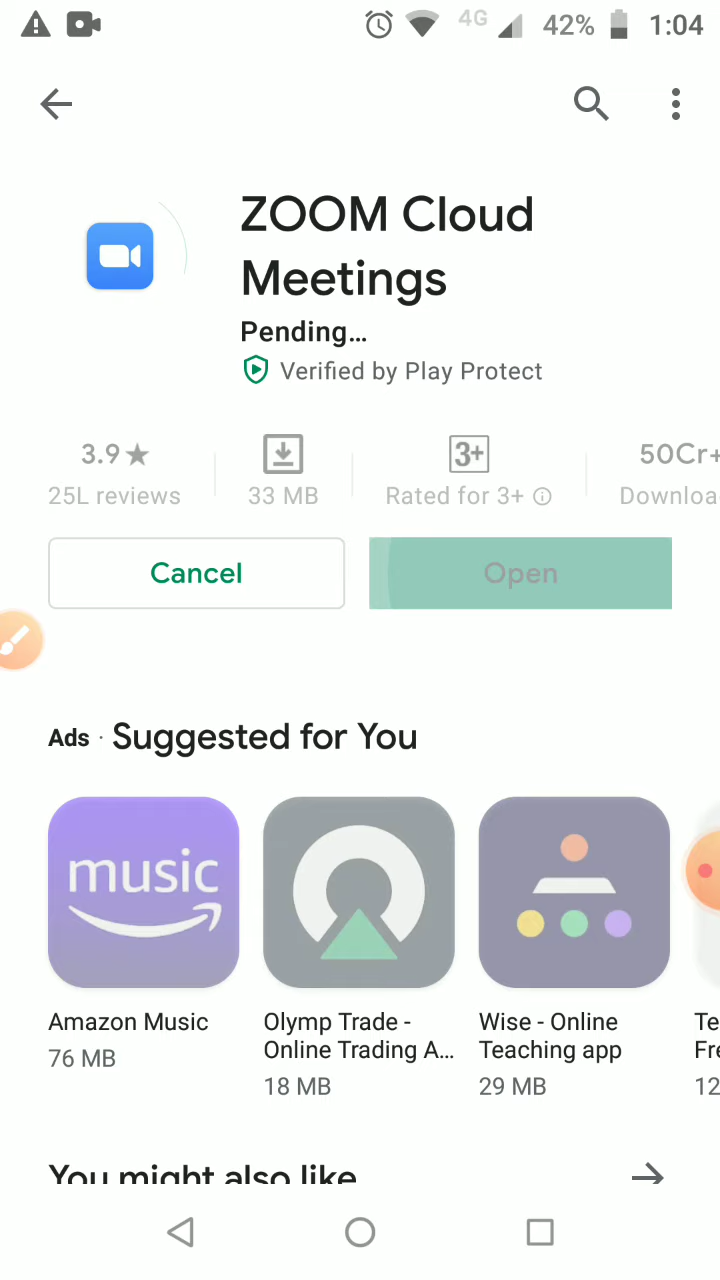 4G 42% 1:04
ZOOM Cloud
Meetings
Pending...
Verified by Play Protect
3.9★ 3+ 50Cr+
25L reviews 33 MB Rated for 3+ Downloa
Cancel Open
Ads · Suggested for You
music
Amazon Music Olymp Trade - Wise - Online Te
Online Trading A... Teaching app Fre
76 MB 18 MB 29 MB 12
You might also like